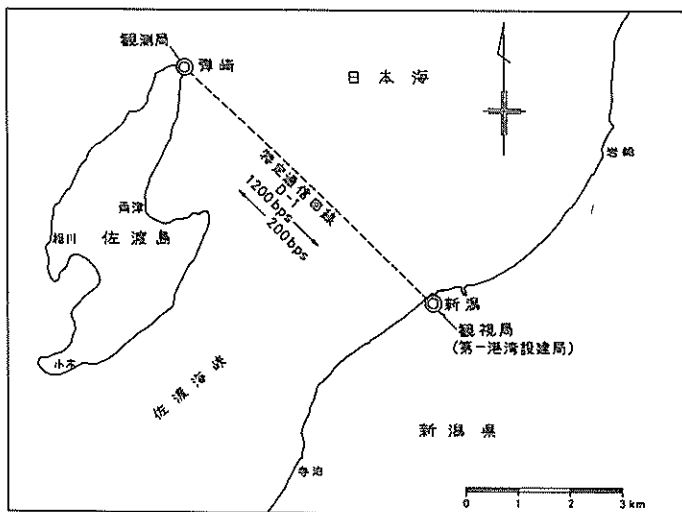 観測局
弾崎
日本海
特定通信回線
D-1
1200bps
200bps
両津
相川
佐渡島
小木
佐渡海峡
岩船
新潟
観視局
(第一港湾設建局)
新潟県
寺泊
0 1 2 3 km